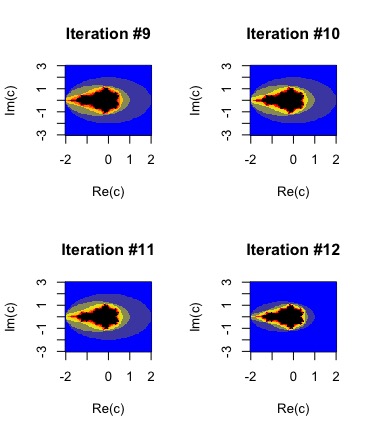 Iteration #9
Iteration #10
3
1
-1
-3
Im(c)
-2
0
1
2
Re(c)
3
1
-1
-3
Im(c)
-2
0
1
2
Re(c)
Iteration #11
Iteration #12
3
1
-1
-3
Im(c)
-2
0
1
2
Re(c)
3
1
-1
-3
Im(c)
-2
0
1
2
Re(c)